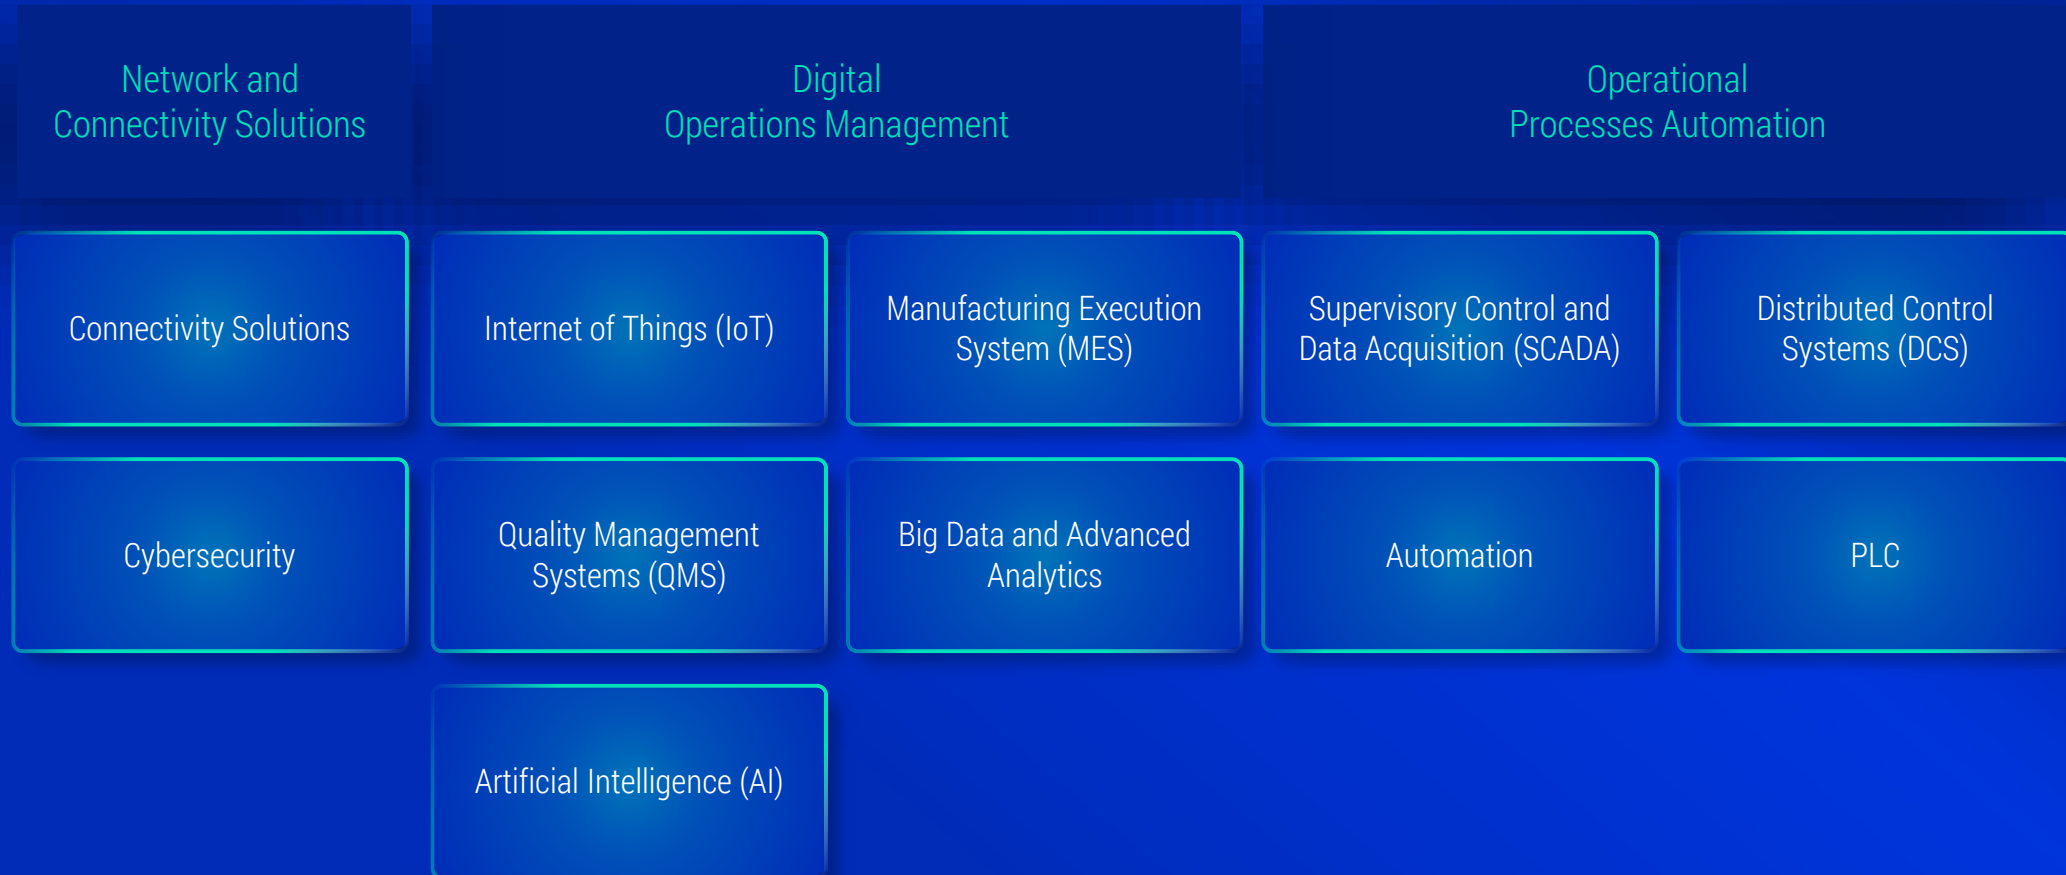 Network and
Connectivity Solutions
Digital
Operations Management
Operational
Processes Automation
Connectivity Solutions
Internet of Things (IoT)
Manufacturing Execution
System (MES)
Supervisory Control and
Data Acquisition (SCADA)
Distributed Control
Systems (DCS)
Cybersecurity
Quality Management
Systems (QMS)
Big Data and Advanced
Analytics
Automation
PLC
Artificial Intelligence (AI)